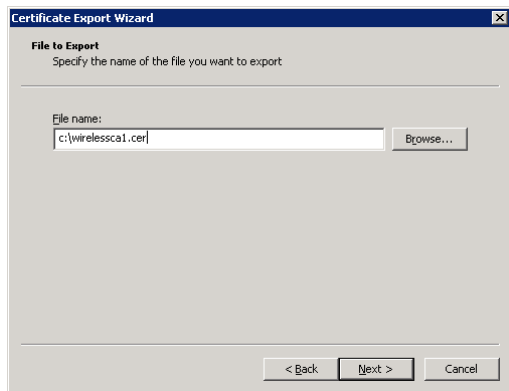 Certificate Export Wizard
File to Export
Specify the name of the file you want to export
File name:
c:\wirelessca1.cer
Browse...
< Back
Next >
Cancel